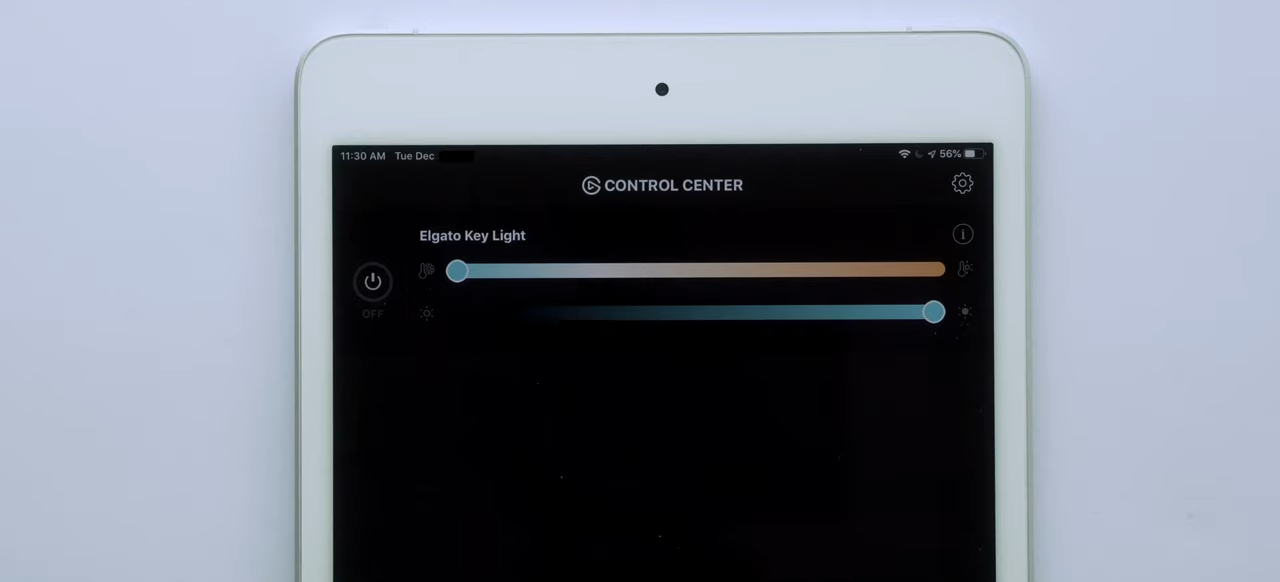 11:30 AM Tue Dec 56%
CONTROL CENTER
Elgato Key Light
OFF